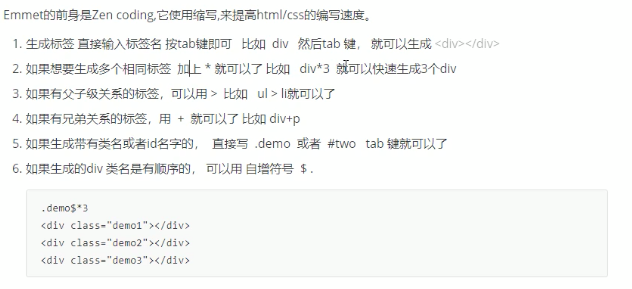 Emmet的前身是Zen coding,它使用缩写,来提高html/css的编写速度。
1. 生成标签 直接输入标签名 按tab键即可 比如 div 然后tab 键， 就可以生成 <div></div>
2. 如果想要生成多个相同标签 加上 * 就可以了 比如 div*3 就可以快速生成3个div
3. 如果有父子级关系的标签，可以用 > 比如 ul > li就可以了
4. 如果有兄弟关系的标签，用 + 就可以了 比如 div+p
5. 如果生成带有类名或者id名字的， 直接写 .demo 或者 #two tab 键就可以了
6. 如果生成的div 类名是有顺序的， 可以用 自增符号 $ .
.demo$*3
<div class="demo1"></div>
<div class="demo2"></div>
<div class="demo3"></div>